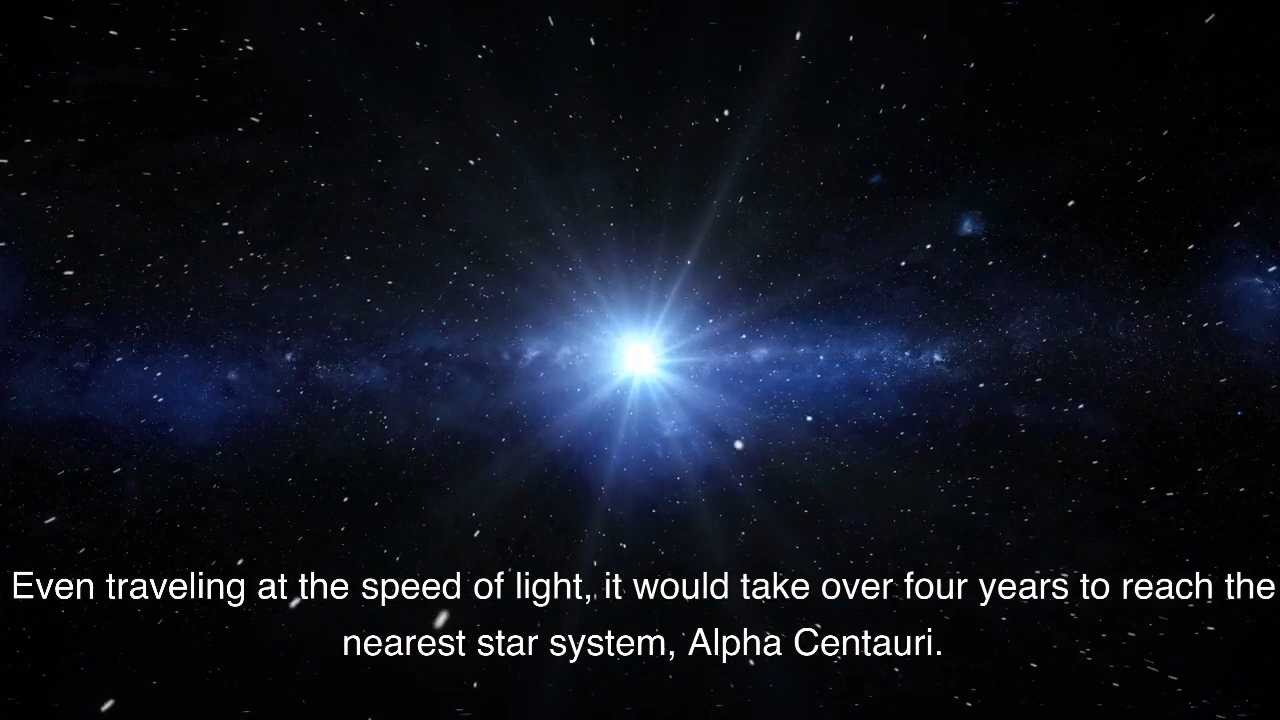 Even traveling at the speed of light, it would take over four years to reach the
nearest star system, Alpha Centauri.